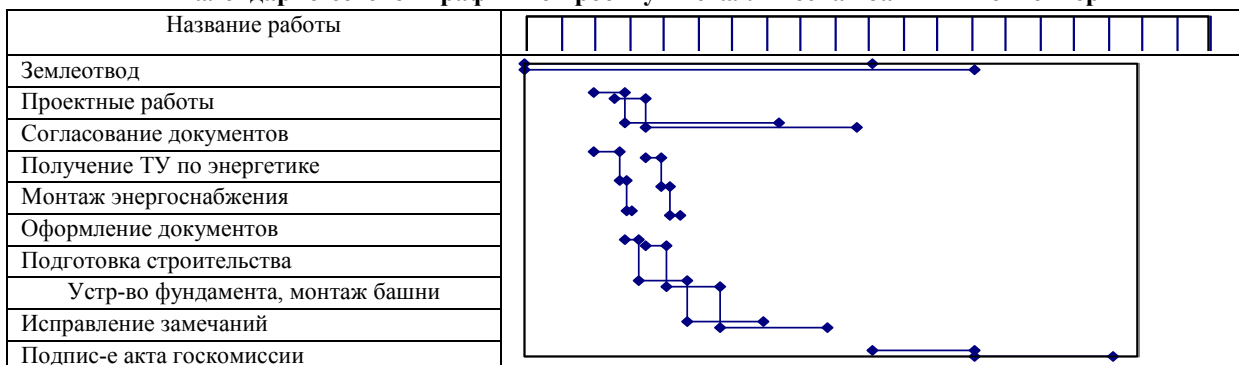 Название работы
Землеотвод
Проектные работы
Согласование документов
Получение ТУ по энергетике
Монтаж энергоснабжения
Оформление документов
Подготовка строительства
Устр-во фундамента, монтаж башни
Исправление замечаний
Подпис-е акта госкомиссии